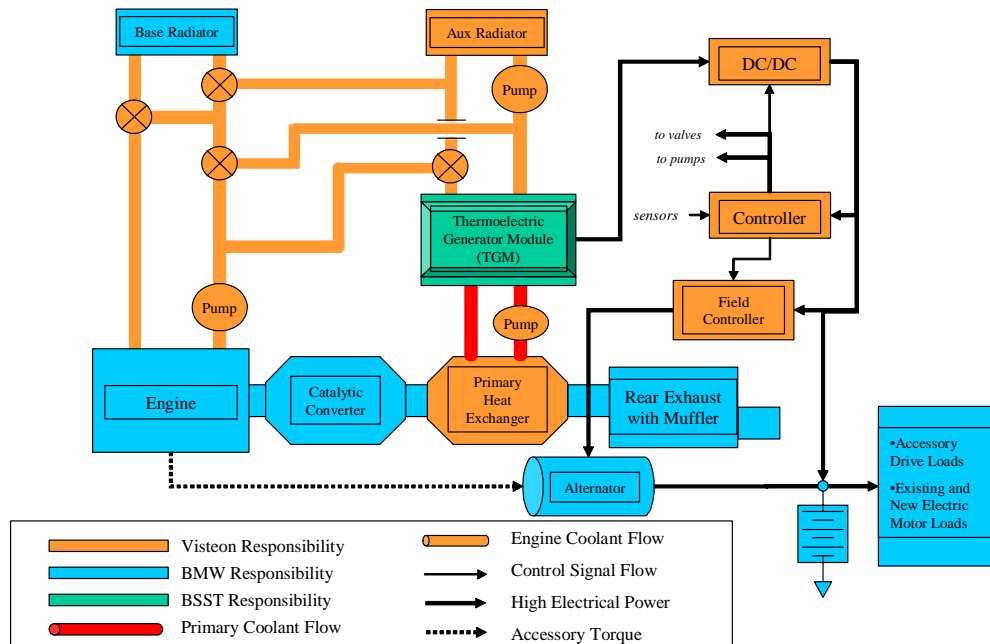 Base Radiator
Aux Radiator
DC/DC
Pump
to valves
to pumps
sensors
Controller
Thermoelectric
Generator Module
(TGM)
Field
Controller
Pump
Pump
Engine
Catalytic
Converter
Primary
Heat
Exchanger
Rear Exhaust
with Muffler
Alternator
•Accessory
Drive Loads
•Existing and
New Electric
Motor Loads
Visteon Responsibility
BMW Responsibility
BSST Responsibility
Primary Coolant Flow
Engine Coolant Flow
Control Signal Flow
High Electrical Power
Accessory Torque